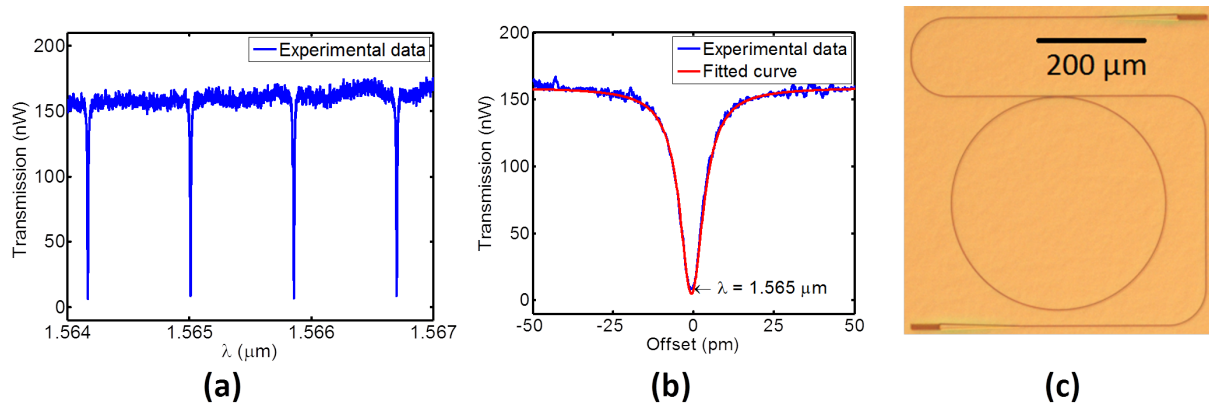 200
150
100
50
0
Transmission (nW)
Experimental data
1.564
1.565
1.566
1.567
λ (μm)
(a)
200
150
100
50
0
Transmission (nW)
Experimental data
Fitted curve
← λ = 1.565 μm
-50
-25
0
25
50
Offset (pm)
(b)
200 μm
(c)